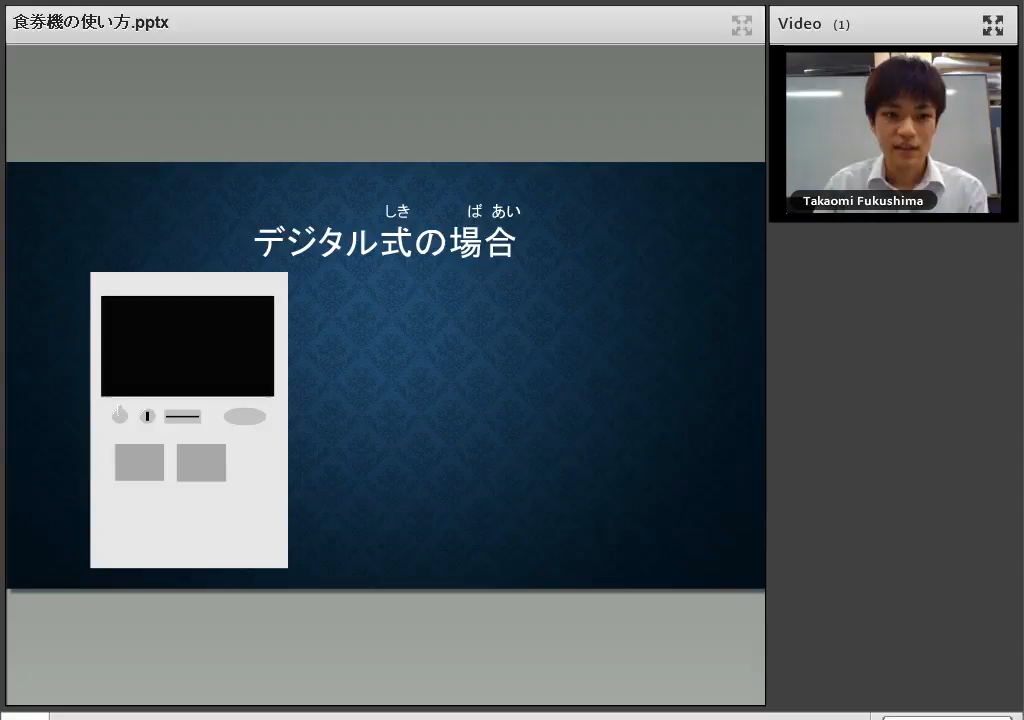 食券機の使い方.pptx
Video (1)
Takaomi Fukushima
しき ば あい
デジタル式の場合